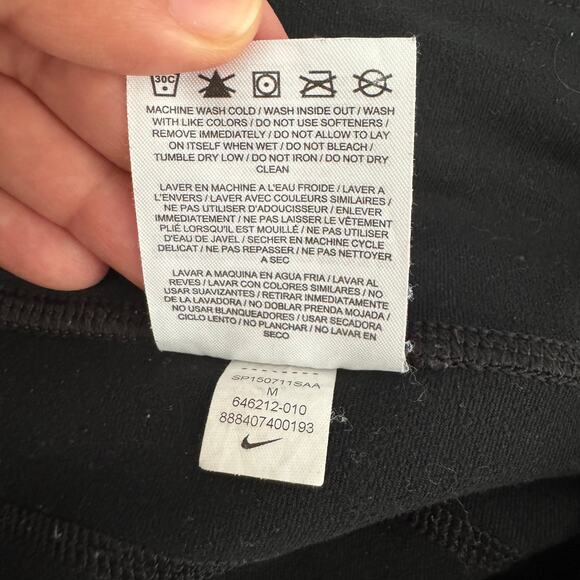 30C
MACHINE WASH COLD / WASH INSIDE OUT / WASH
WITH LIKE COLORS / DO NOT USE SOFTENERS /
REMOVE IMMEDIATELY / DO NOT ALLOW TO LAY
ON ITSELF WHEN WET / DO NOT BLEACH /
TUMBLE DRY LOW / DO NOT IRON / DO NOT DRY
CLEAN
LAVER EN MACHINE A L'EAU FROIDE / LAVER A
L'ENVERS / LAVER AVEC COULEURS SIMILAIRES /
NE PAS UTILISER D'ADOUCISSEUR / ENLEVER
IMMÉDIATEMENT / NE PAS LAISSER LE VÊTEMENT
PLIÉ LORSQU'IL EST MOUILLÉ / NE PAS UTILISER
D'EAU DE JAVEL / SECHER EN MACHINE CYCLE
DELICAT / NE PAS REPASSER / NE PAS NETTOYER
A SEC
LAVAR A MAQUINA EN AGUA FRIA / LAVAR AL
REVES / LAVAR CON COLORES SIMILARES / NO
USAR SUAVIZANTES / RETIRAR INMEDIATAMENTE
DE LA LAVADORA / NO DOBLAR PRENDA MOJADA /
NO USAR BLANQUEADORES / USAR SECADORA
CICLO LENTO / NO PLANCHAR / NO LAVAR EN
SECO
SP150711SAA
M
646212-010
888407400193